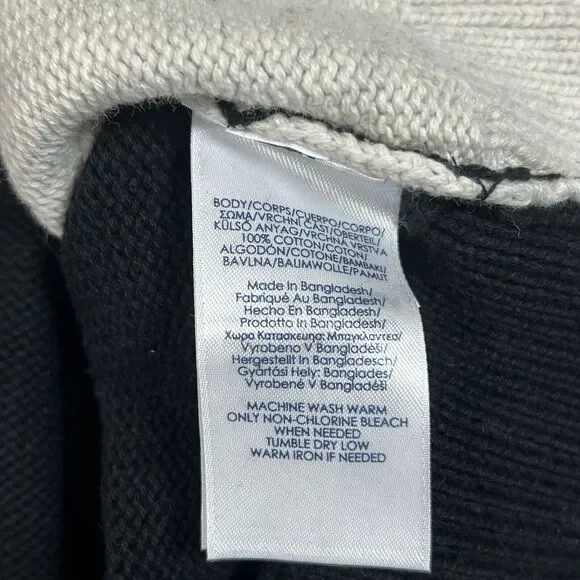 BODY/CORPS/CUERPO/CORPO/
ΣΩΜΑ/VRCHNÍ ČÁST/OBERTEIL/
KÜLSŐ ANYAG/VRCHNÁ VRSTVA
100% COTTON/COTON/
ALGODÓN/COTONE/BAMBAKI/
BAVLNA/BAUMWOLLE/PAMUT
Made In Bangladesh/
Fabriqué Au Bangladesh/
Hecho En Bangladesh/
Prodotto In Bangladesh/
Χωρα Κατασκευησ: Μπαγκλαντεσ/
Vyrobeno V Bangladéši/
Hergestellt In Bangladesch/
Gyártási Hely: Banglades/
Vyrobené V Bangladéši
MACHINE WASH WARM
ONLY NON-CHLORINE BLEACH
WHEN NEEDED
TUMBLE DRY LOW
WARM IRON IF NEEDED